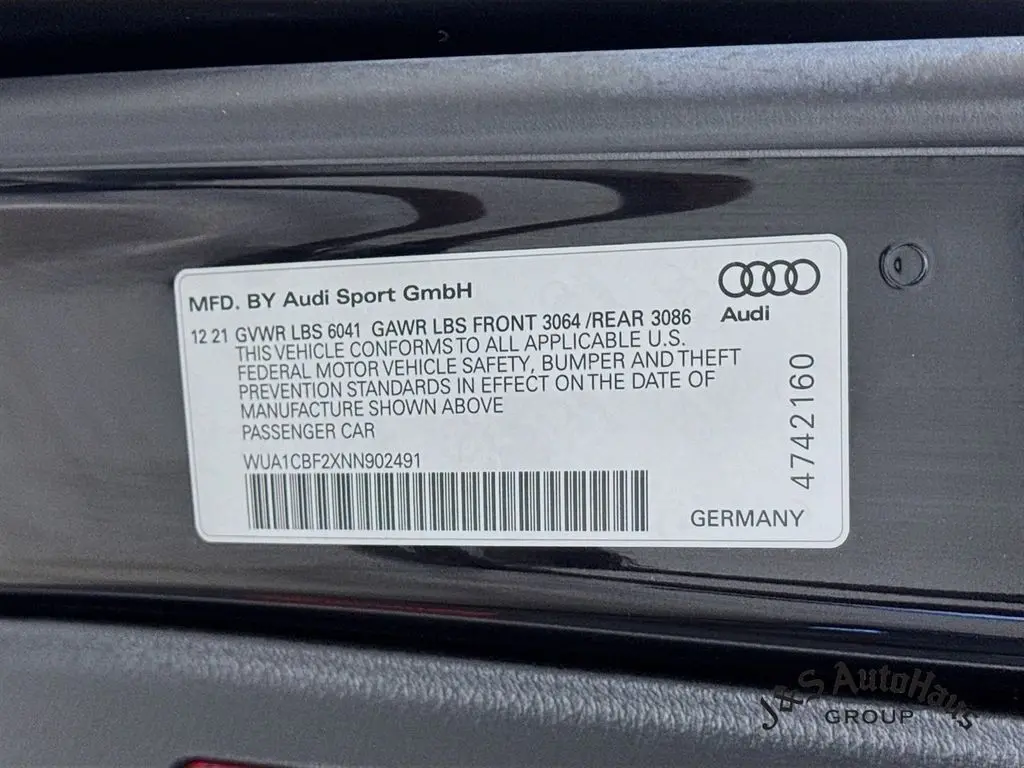 MFD. BY Audi Sport GmbH
Audi
12 21 GVWR LBS 6041 GAWR LBS FRONT 3064 /REAR 3086
THIS VEHICLE CONFORMS TO ALL APPLICABLE U.S.
FEDERAL MOTOR VEHICLE SAFETY, BUMPER AND THEFT
PREVENTION STANDARDS IN EFFECT ON THE DATE OF
MANUFACTURE SHOWN ABOVE
PASSENGER CAR
WUA1CBF2XNN902491
4742160
GERMANY
J&S AutoHaus
GROUP